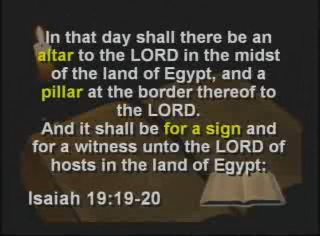 In that day shall there be an
altar to the LORD in the midst
of the land of Egypt, and a
pillar at the border thereof to
the LORD.
And it shall be for a sign and
for a witness unto the LORD of
hosts in the land of Egypt:
Isaiah 19:19-20